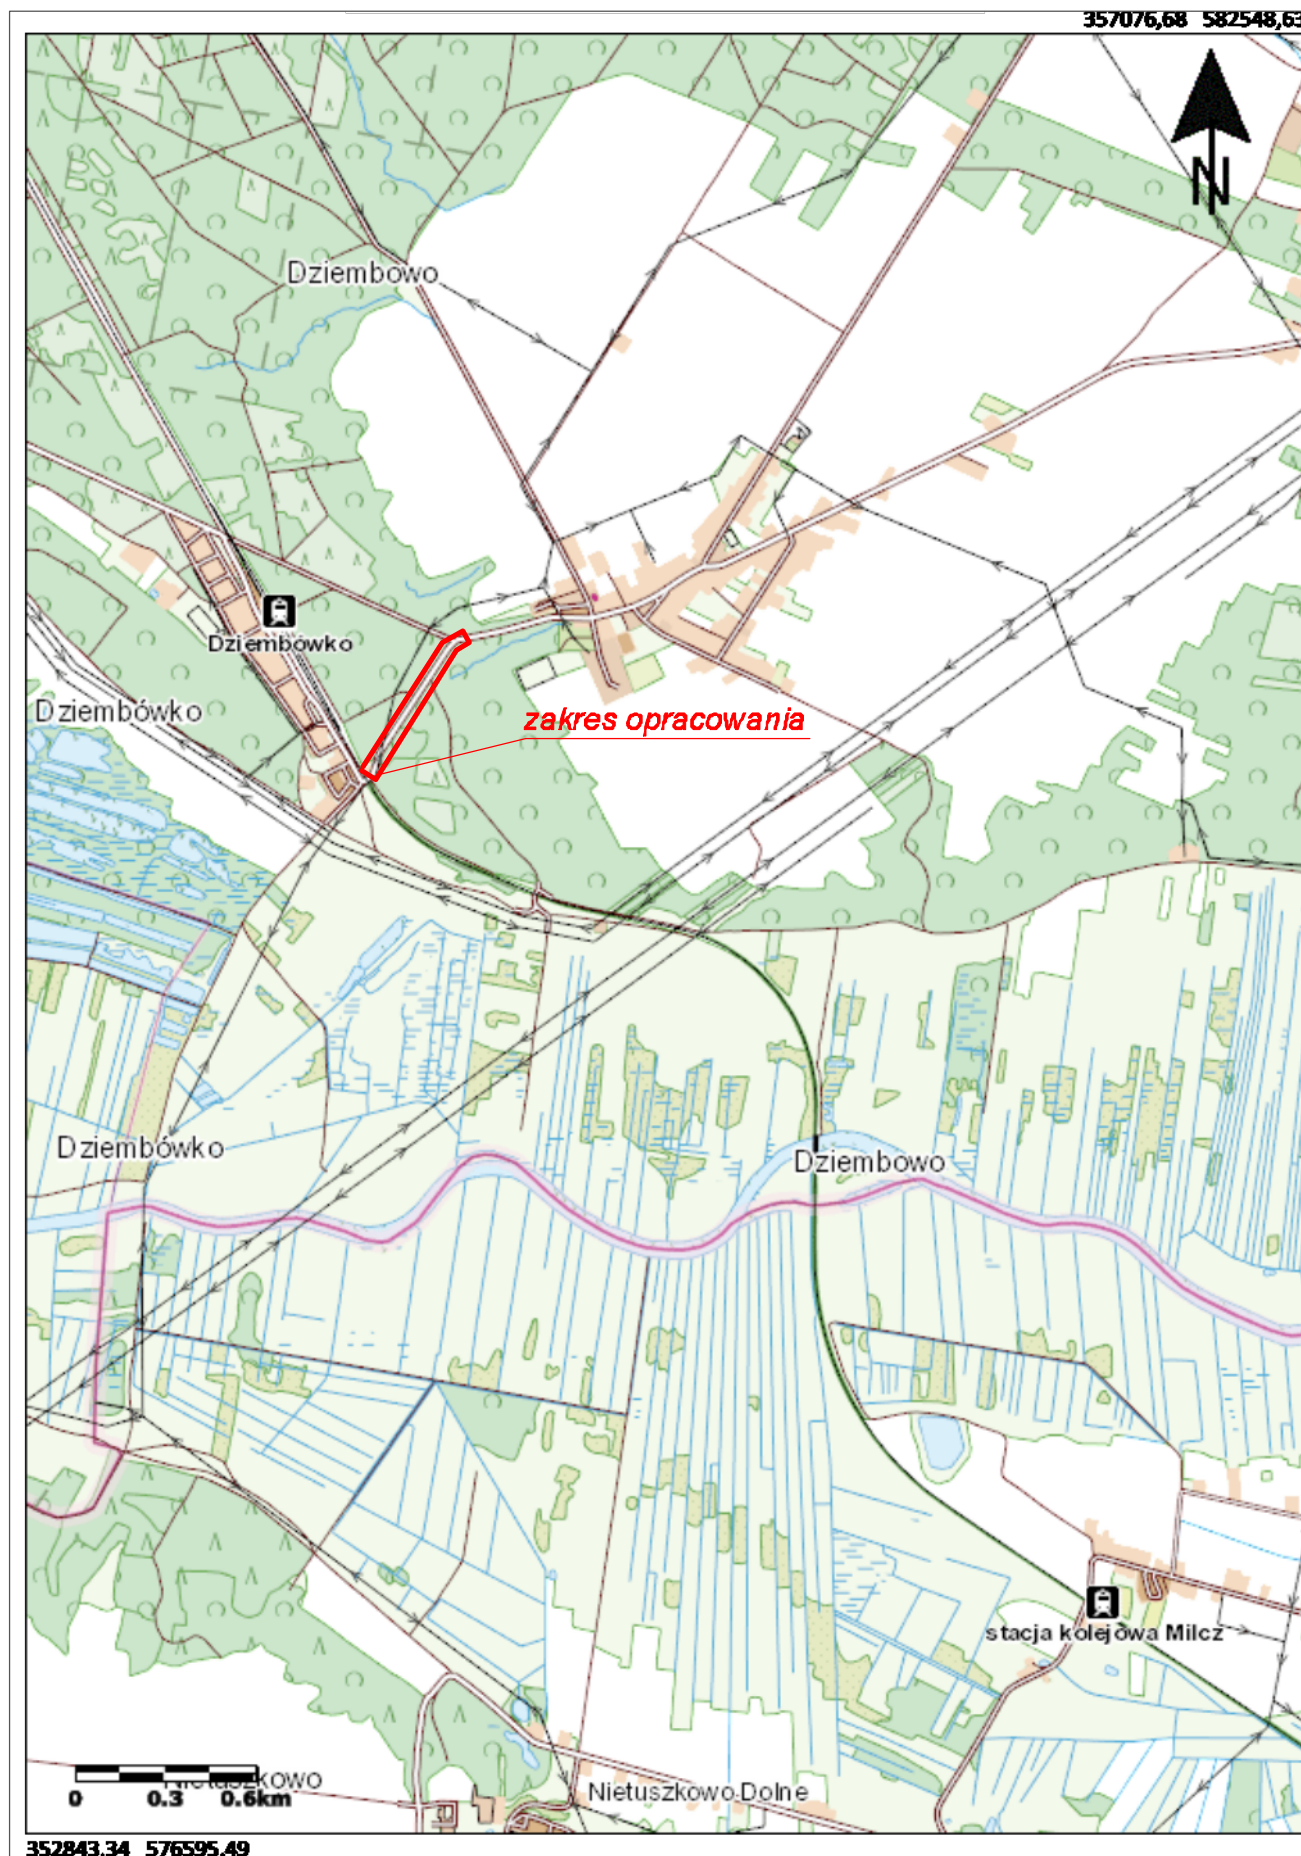 357076,68 582548,63
N
Dziembowo
Dziembówko
Dziembówko
zakres opracowania
Dziembówko
Dziembowo
stacja kolejowa Milcz
Nietuszkowo
0 0.3 0.6km
Nietuszkowo-Dolne
352843,34 576595,49